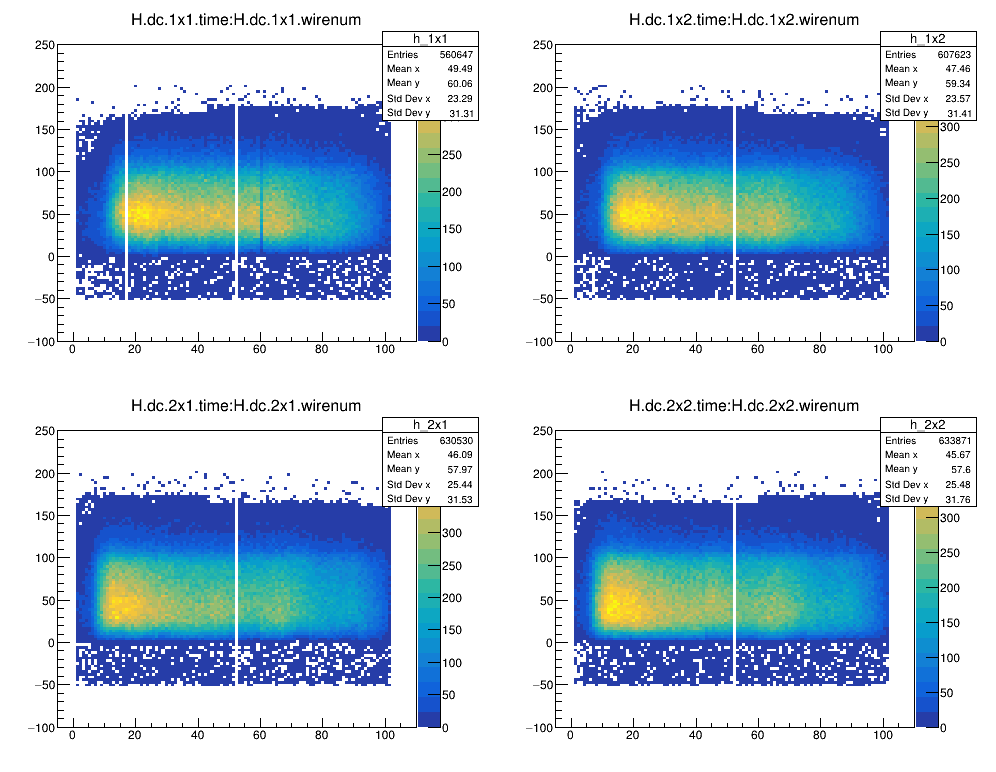 H.dc.1x1.time:H.dc.1x1.wirenum
h_1x1
Entries 560647
Mean x 49.49
Mean y 60.06
Std Dev x 23.29
Std Dev y 31.31
250
200
150
100
50
0
−50
−100
0 20 40 60 80 100
250
200
150
100
50
0
H.dc.1x2.time:H.dc.1x2.wirenum
h_1x2
Entries 607623
Mean x 47.46
Mean y 59.34
Std Dev x 23.57
Std Dev y 31.41
250
200
150
100
50
0
−50
−100
0 20 40 60 80 100
300
250
200
150
100
50
0
H.dc.2x1.time:H.dc.2x1.wirenum
h_2x1
Entries 630530
Mean x 46.09
Mean y 57.97
Std Dev x 25.44
Std Dev y 31.53
250
200
150
100
50
0
−50
−100
0 20 40 60 80 100
300
250
200
150
100
50
0
H.dc.2x2.time:H.dc.2x2.wirenum
h_2x2
Entries 633871
Mean x 45.67
Mean y 57.6
Std Dev x 25.48
Std Dev y 31.76
250
200
150
100
50
0
−50
−100
0 20 40 60 80 100
300
250
200
150
100
50
0